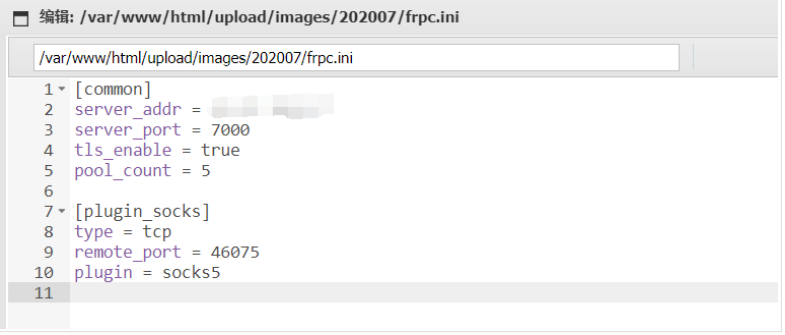 编辑: /var/www/html/upload/images/202007/frpc.ini
/var/www/html/upload/images/202007/frpc.ini
1 [common]
2 server_addr =
3 server_port = 7000
4 tls_enable = true
5 pool_count = 5
6
7 [plugin_socks]
8 type = tcp
9 remote_port = 46075
10 plugin = socks5
11